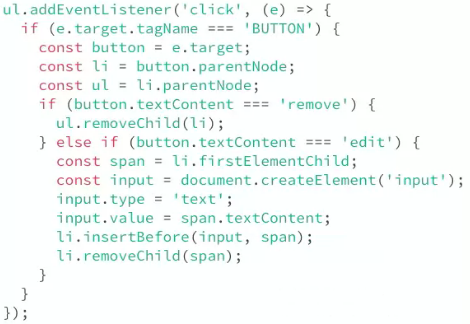 ul.addEventListener('click', (e) => {
  if (e.target.tagName === 'BUTTON') {
    const button = e.target;
    const li = button.parentNode;
    const ul = li.parentNode;
    if (button.textContent === 'remove') {
      ul.removeChild(li);
    } else if (button.textContent === 'edit') {
      const span = li.firstElementChild;
      const input = document.createElement('input');
      input.type = 'text';
      input.value = span.textContent;
      li.insertBefore(input, span);
      li.removeChild(span);
    }
  }
});